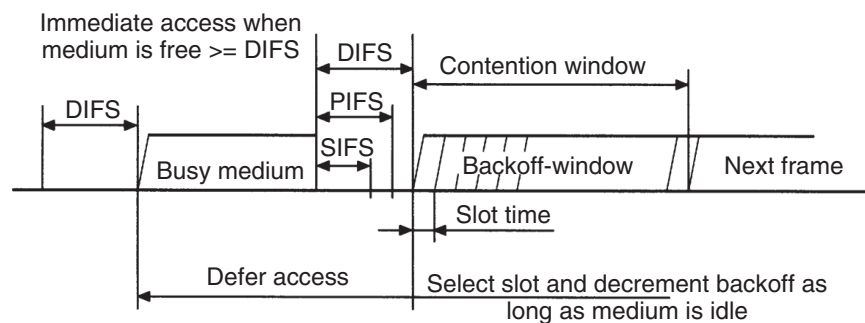 Immediate access when
medium is free >= DIFS
DIFS
DIFS
PIFS
SIFS
Contention window
Busy medium
Backoff-window
Next frame
Slot time
Defer access
Select slot and decrement backoff as
long as medium is idle